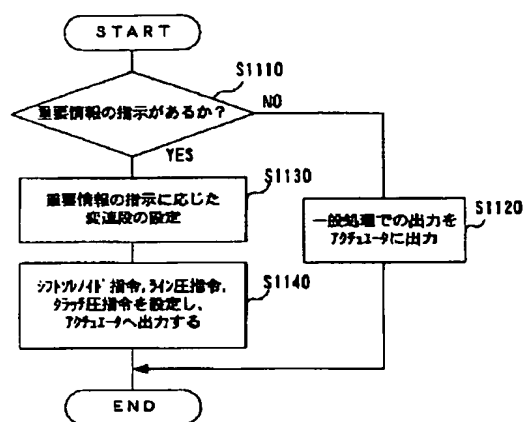 START
S1110
重要情報の指示があるか?
NO
YES
S1130
重要情報の指示に応じた
変速段の設定
S1120
一般処理での出力を
アクチュエータに出力
S1140
シフトソレノイド指令,ライン圧指令,
クラッチ圧指令を設定し、
アクチュエータへ出力する
END